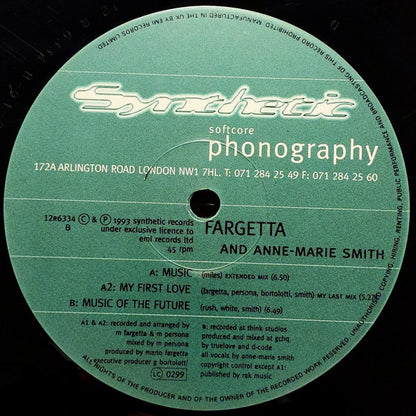 MANUFACTURED IN THE UK BY EMI RECORDS LIMITED
Synthetic
softcore
phonography
172A ARLINGTON ROAD LONDON NW1 7HL. T: 071 284 25 49 F: 071 284 25 60
12R6334 © & ℗ 1993 synthetic records
B
under exclusive licence to
emi records ltd
45 rpm
FARGETTA
AND ANNE-MARIE SMITH
A: MUSIC (miles) EXTENDED MIX (6.50)
A2: MY FIRST LOVE (fargetta, persona, bortolotti, smith) MY LAST MIX (5.27)
B: MUSIC OF THE FUTURE (rush, white, smith) (6.49)
A1 & A2: recorded and arranged by
m fargetta & m persona
mixed by m persona
produced by mario fargetta
executive producer g bortolotti
B: recorded at think studios
produced and mixed at gchq
by truelove and d-code
all vocals by anne-marie smith
copyright control except a1:
published by rak music
LC 0299
ALL RIGHTS OF THE PRODUCER AND OF THE OWNER OF THE RECORDED WORK RESERVED. UNAUTHORISED COPYING, HIRING, RENTING, PUBLIC PERFORMANCE AND BROADCASTING OF THIS RECORD PROHIBITED.